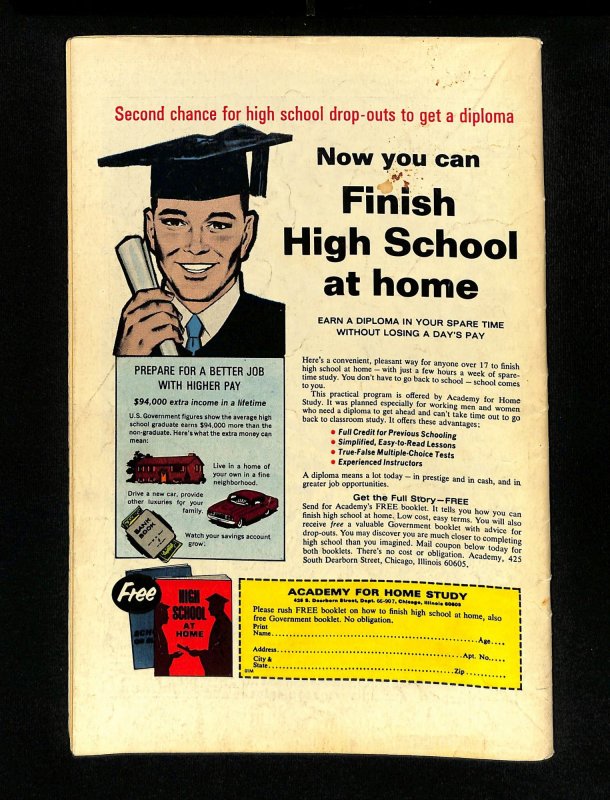 Second chance for high school drop-outs to get a diploma
Now you can
Finish
High School
at home
EARN A DIPLOMA IN YOUR SPARE TIME
WITHOUT LOSING A DAY'S PAY
Here's a convenient, pleasant way for anyone over 17 to finish
high school at home — with just a few hours a week of spare-
time study. You don't have to go back to school — school comes
to you.
This practical program is offered by Academy for Home
Study. It was planned especially for working men and women
who need a diploma to get ahead and can't take time out to go
back to classroom study. It offers these advantages:
• Full Credit for Previous Schooling
• Simplified, Easy-to-Read Lessons
• True-False Multiple-Choice Tests
• Experienced Instructors
A diploma means a lot today — in prestige and in cash, and in
greater job opportunities.
Get the Full Story—FREE
Send for Academy's FREE booklet. It tells you how you can
finish high school at home. Low cost, easy terms. You will also
receive free a valuable Government booklet with advice for
drop-outs. You may discover you are much closer to completing
high school than you imagined. Mail coupon below today for
both booklets. There's no cost or obligation. Academy, 425
South Dearborn Street, Chicago, Illinois 60605.
PREPARE FOR A BETTER JOB
WITH HIGHER PAY
$94,000 extra income in a lifetime
U.S. Government figures show the average high
school graduate earns $94,000 more than the
non-graduate. Here's what the extra money can
mean:
Live in a home of
your own in a fine
neighborhood.
Drive a new car, provide
other luxuries for your
family.
BANK
BOOK
Watch your savings account
grow.
Free
HIGH
SCHOOL
AT
HOME
ACADEMY FOR HOME STUDY
425 S. Dearborn Street, Dept. 66-907, Chicago, Illinois 60605
Please rush FREE booklet on how to finish high school at home, also
free Government booklet. No obligation.
Print
Name Age
Address Apt. No.
City &
State Zip